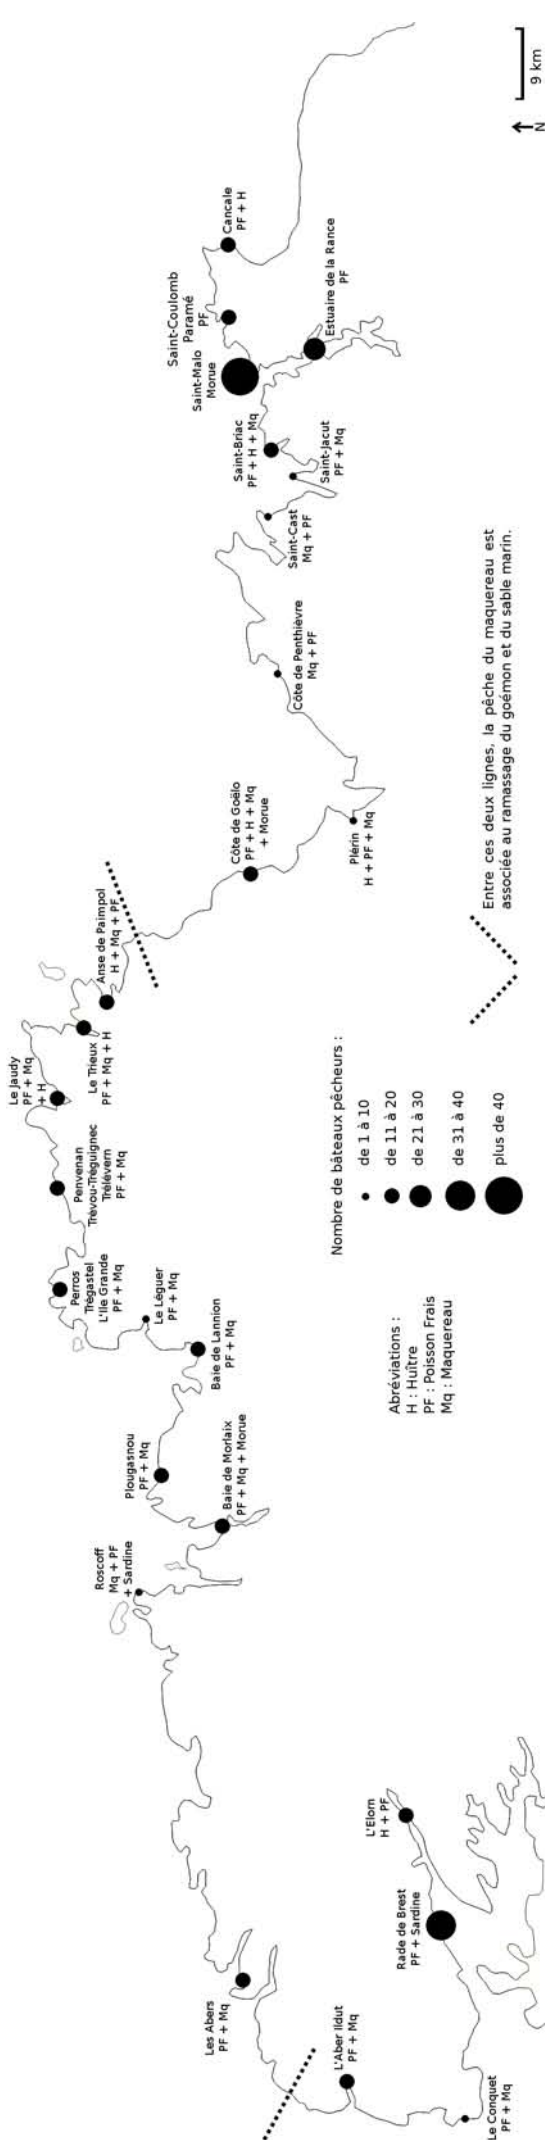 Le Conquet
PF + Mq
L'Aber Ildut
PF + Mq
Les Abers
PF + Mq
Rade de Brest
PF + Sardine
L'Elorn
H + PF
Roscoff
Mq + PF
+ Sardine
Baie de Morlaix
PF + Mq + Morue
Plougasnou
PF + Mq
Baie de Lannion
PF + Mq
Le Léguer
PF + Mq
Perros
Trégastel
L'Ile Grande
PF + Mq
Penvenan
Trévou-Tréguignec
Trélévern
PF + Mq
Le Jaudy
PF + Mq
+ H
Le Trieux
PF + Mq + H
Anse de Paimpol
H + Mq + PF
Côte de Goëlo
PF + H + Mq
+ Morue
Plérin
H + PF + Mq
Côte de Penthièvre
Mq + PF
Saint-Cast
Mq + PF
Saint-Jacut
PF + Mq
Saint-Briac
PF + H + Mq
Saint-Malo
Morue
Saint-Coulomb
Paramé
PF
Estuaire de la Rance
PF
Cancale
PF + H
Abréviations :
H : Huître
PF : Poisson Frais
Mq : Maquereau
Nombre de bâteaux pêcheurs :
de 1 à 10
de 11 à 20
de 21 à 30
de 31 à 40
plus de 40
Entre ces deux lignes, la pêche du maquereau est
associée au ramassage du goémon et du sable marin.
N
9 km